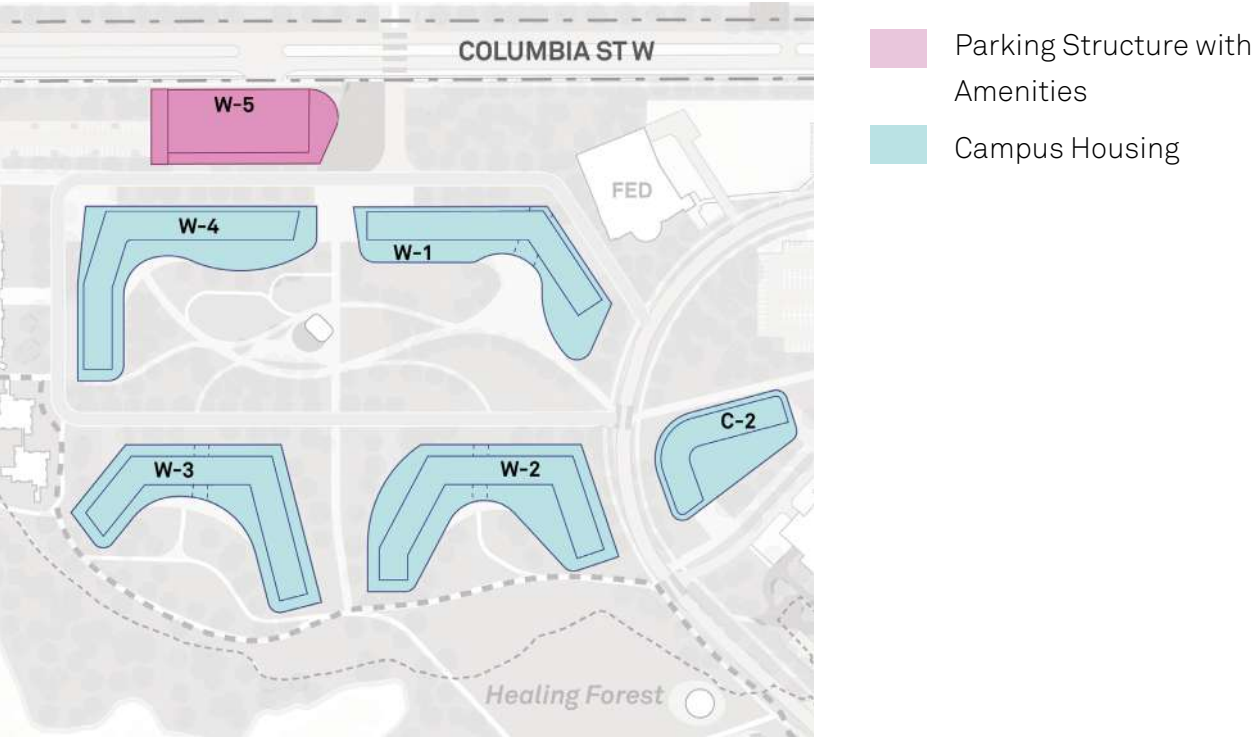 COLUMBIA ST W
W-5
FED
W-4
W-1
C-2
W-3
W-2
Healing Forest
Parking Structure with
Amenities
Campus Housing